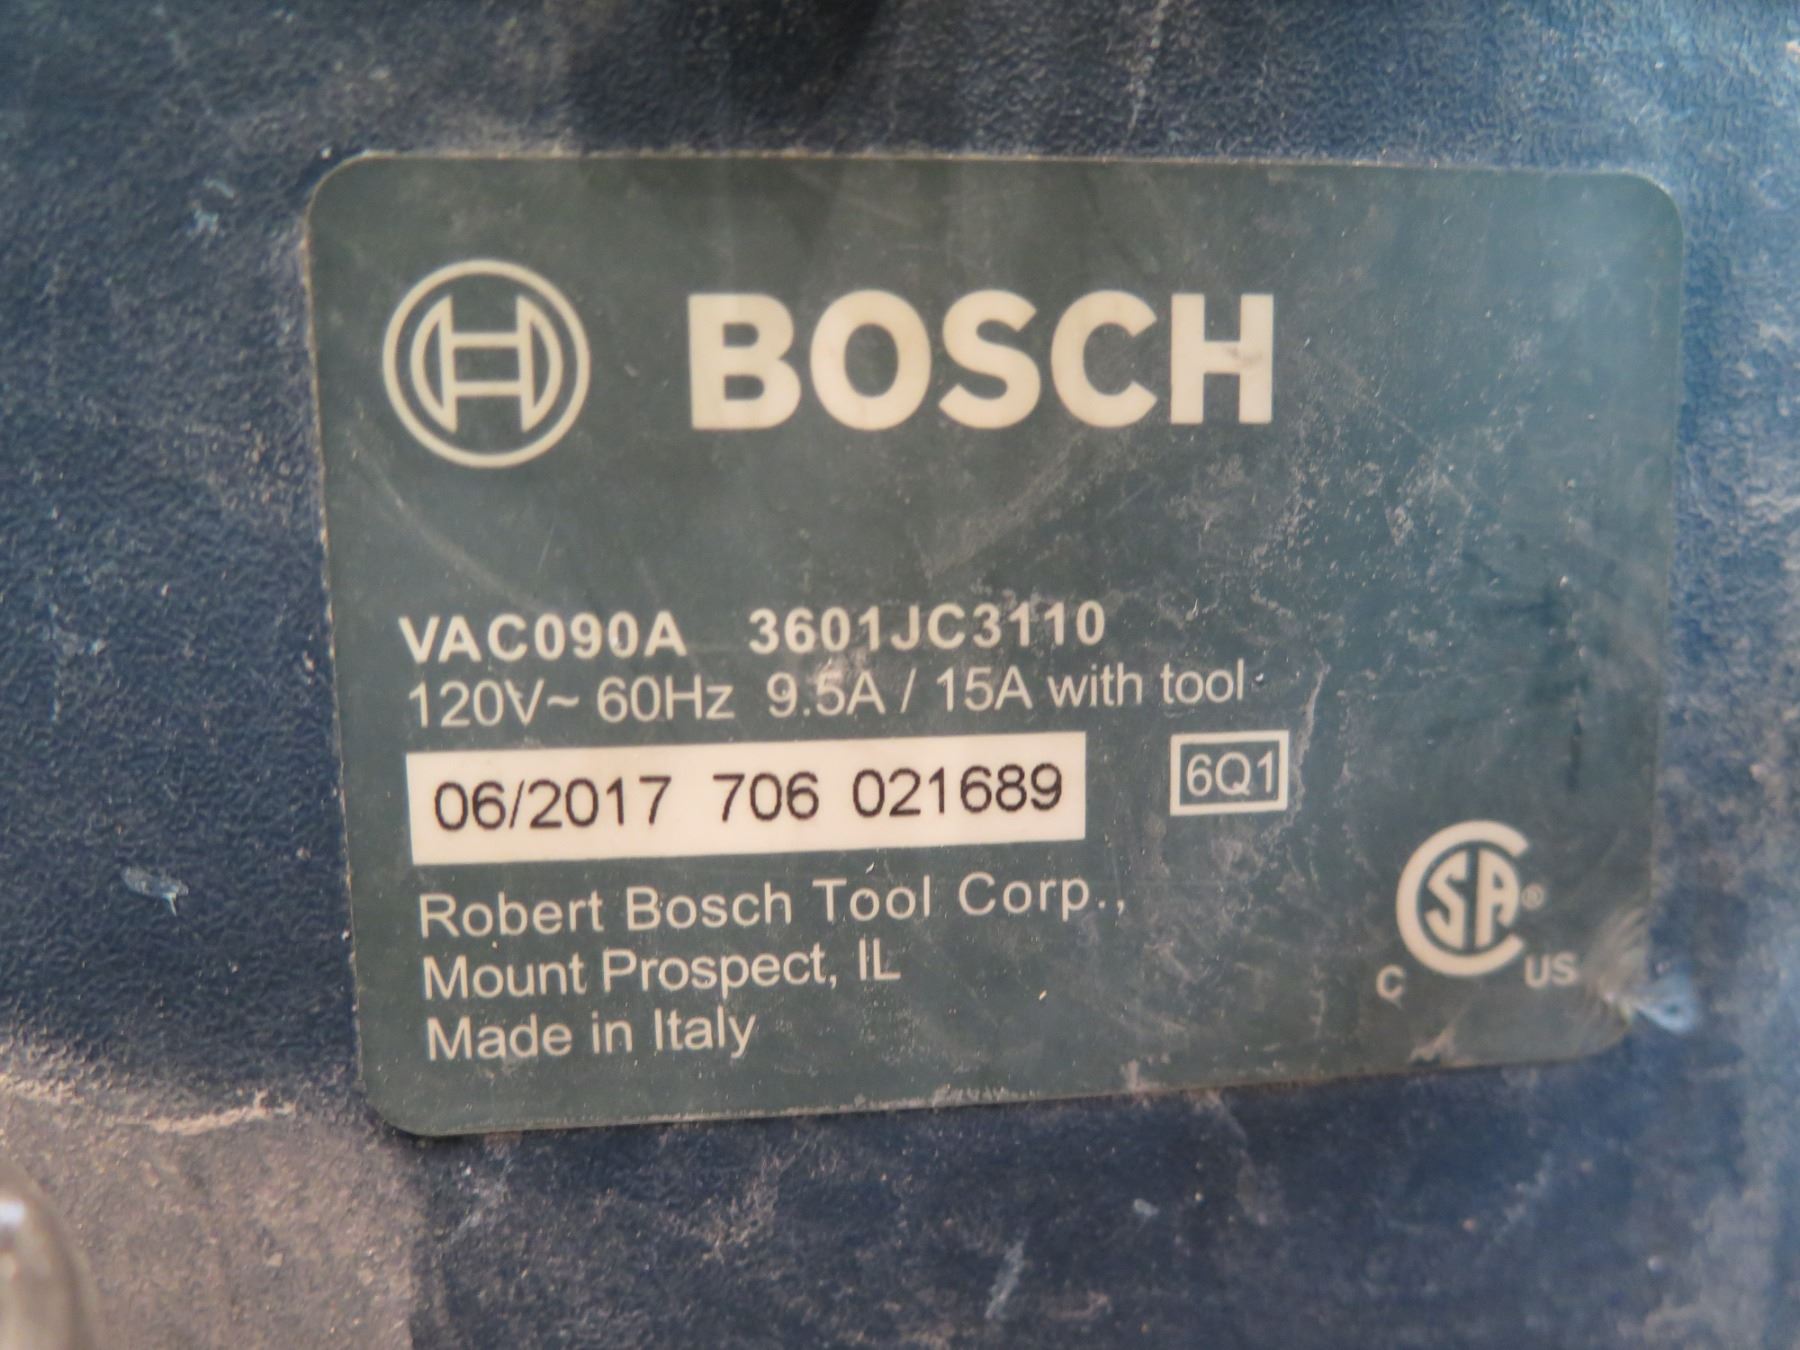 BOSCH
VAC090A 3601JC3110
120V~ 60Hz 9.5A / 15A with tool
06/2017 706 021689 6Q1
Robert Bosch Tool Corp.,
Mount Prospect, IL
Made in Italy
C SA® US